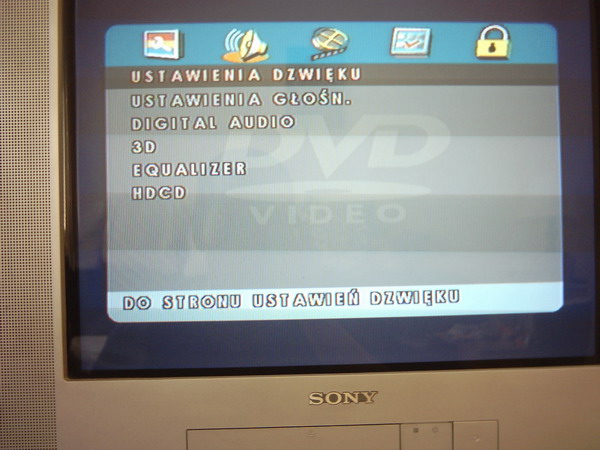 USTAWIENIA DZWIĘKU
USTAWIENIA GŁOŚN.
DIGITAL AUDIO
3D
EQUALIZER
HDCD
DVD
VIDEO
DO STRONU USTAWIEŃ DZWIĘKU
SONY